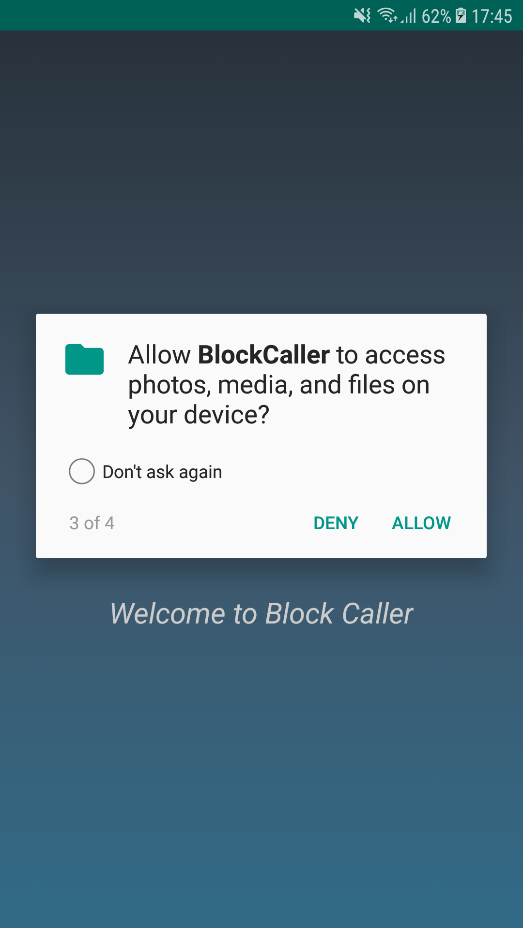 62% 17:45
Allow BlockCaller to access
photos, media, and files on
your device?
Don't ask again
3 of 4 DENY ALLOW
Welcome to Block Caller